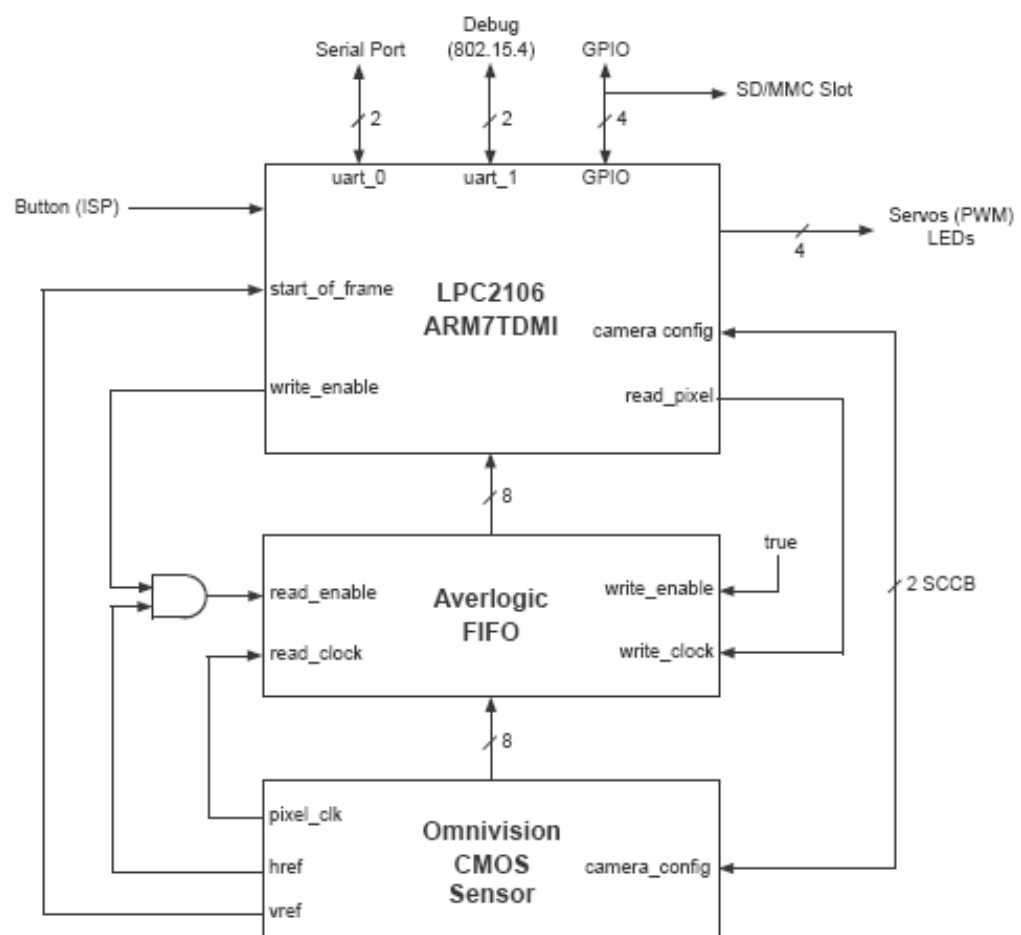 Debug
Serial Port
(802.15.4)
GPIO
SD/MMC Slot
2
2
4
uart_0
uart_1
GPIO
Button (ISP)
Servos (PWM)
LEDs
4
start_of_frame
LPC2106
ARM7TDMI
camera config
write_enable
read_pixel
8
true
read_enable
Averlogic
FIFO
write_enable
2 SCCB
read_clock
write_clock
8
pixel_clk
Omnivision
CMOS
Sensor
href
camera_config
vref